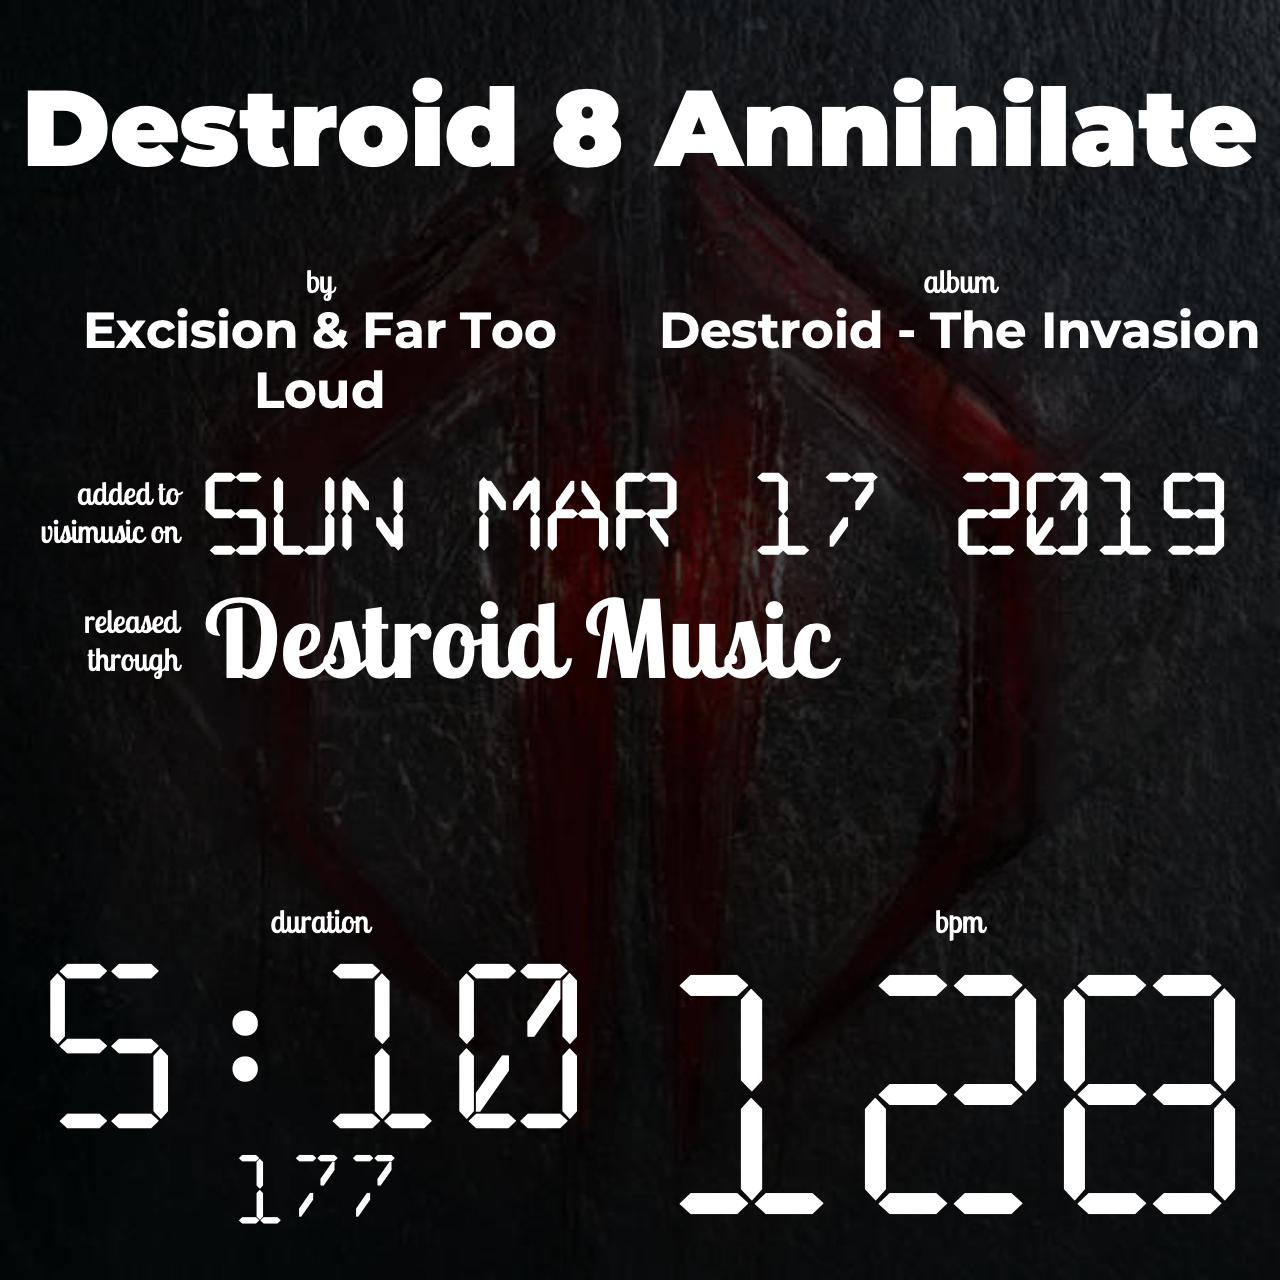 Destroid 8 Annihilate
by
Excision & Far Too
Loud
album
Destroid - The Invasion
added to
visimusic on
SUN MAR 17 2019
released
through
Destroid Music
duration
5:10
177
bpm
128